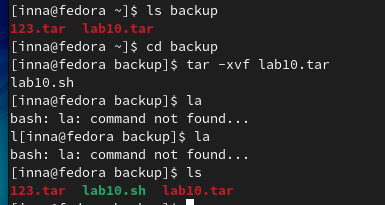 [inna@fedora ~]$ ls backup
123.tar lab10.tar
[inna@fedora ~]$ cd backup
[inna@fedora backup]$ tar -xvf lab10.tar
lab10.sh
[inna@fedora backup]$ la
bash: la: command not found...
l[inna@fedora backup]$ la
bash: la: command not found...
[inna@fedora backup]$ ls
123.tar lab10.sh lab10.tar
[inna@fedora backup]$